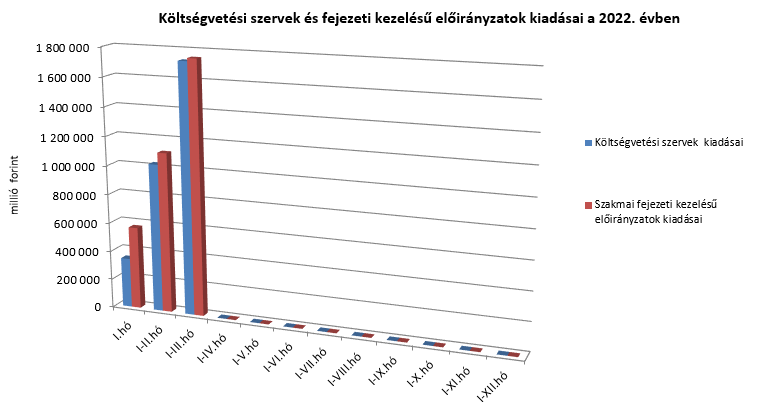 Költségvetési szervek és fejezeti kezelésű előirányzatok kiadásai a 2022. évben
1 800 000
1 600 000
1 400 000
1 200 000
1 000 000
800 000
600 000
400 000
200 000
0
millió forint
I.hó
I-II.hó
I-III.hó
I-IV.hó
I-V.hó
I-VI.hó
I-VII.hó
I-VIII.hó
I-IX.hó
I-X.hó
I-XI.hó
I-XII.hó
Költségvetési szervek kiadásai
Szakmai fejezeti kezelésű
előirányzatok kiadásai